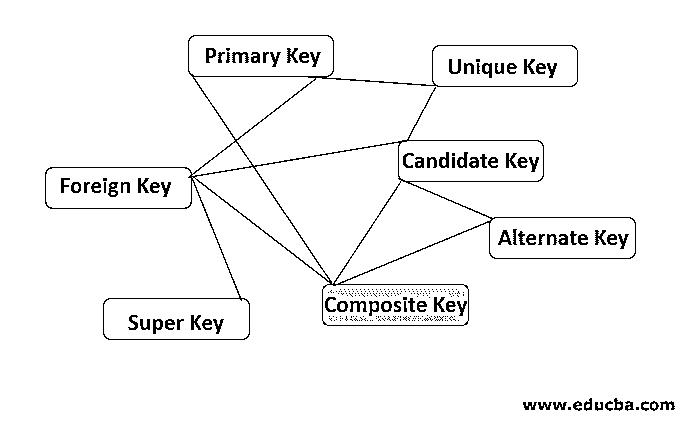 Primary Key
Unique Key
Candidate Key
Foreign Key
Alternate Key
Composite Key
Super Key
www.educba.com